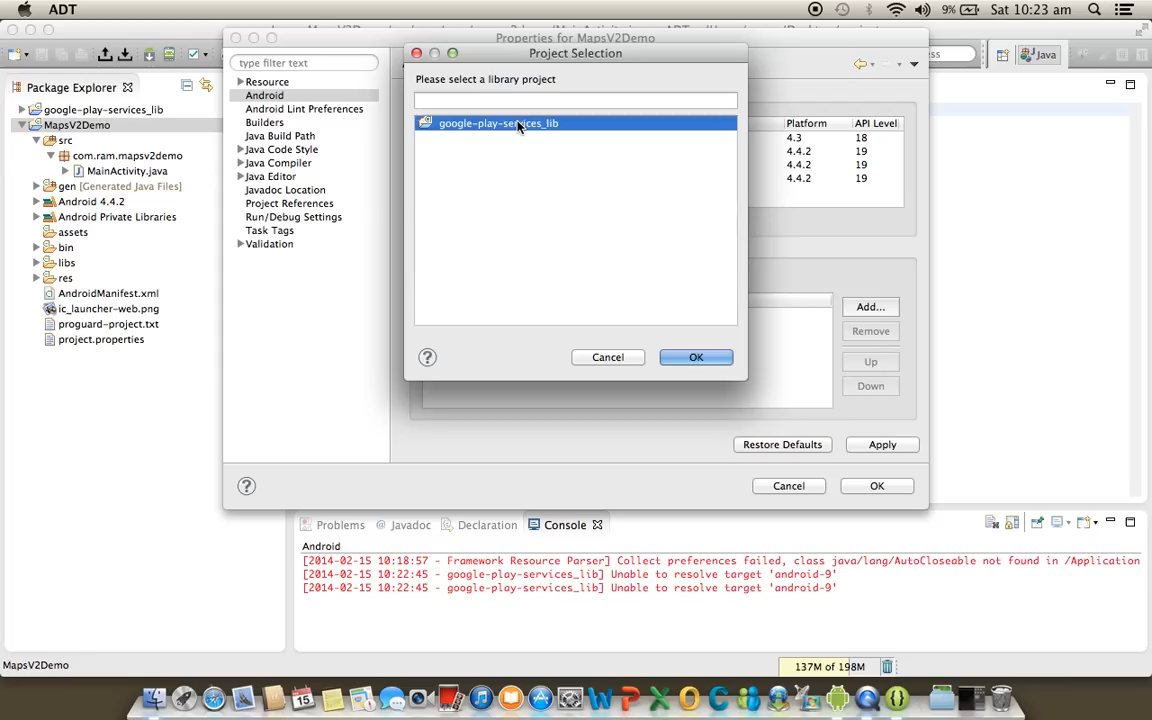 ADT
9%
Sat 10:23 am
Properties for MapsV2Demo
Project Selection
Java
Package Explorer
google-play-services_lib
MapsV2Demo
src
com.ram.mapsv2demo
MainActivity.java
gen [Generated Java Files]
Android 4.4.2
Android Private Libraries
assets
bin
libs
res
AndroidManifest.xml
ic_launcher-web.png
proguard-project.txt
project.properties
type filter text
Resource
Android
Android Lint Preferences
Builders
Java Build Path
Java Code Style
Java Compiler
Java Editor
Javadoc Location
Project References
Run/Debug Settings
Task Tags
Validation
Please select a library project
google-play-services_lib
Cancel
OK
Platform API Level
4.3 18
4.4.2 19
4.4.2 19
4.4.2 19
Add...
Remove
Up
Down
Restore Defaults
Apply
Cancel
OK
Problems
Javadoc
Declaration
Console
Android
[2014-02-15 10:18:57 - Framework Resource Parser] Collect preferences failed, class java/lang/AutoCloseable not found in /Application
[2014-02-15 10:22:45 - google-play-services_lib] Unable to resolve target 'android-9'
[2014-02-15 10:22:45 - google-play-services_lib] Unable to resolve target 'android-9'
MapsV2Demo
137M of 198M